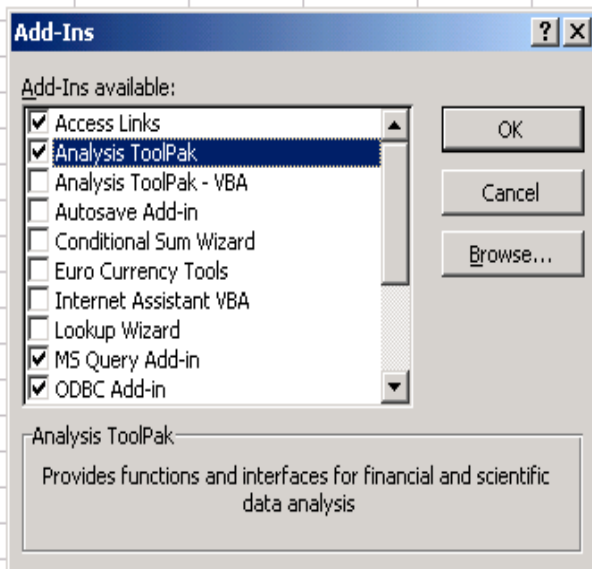 Add-Ins
Add-Ins available:
Access Links
OK
Analysis ToolPak
Analysis ToolPak - VBA
Cancel
Autosave Add-in
Conditional Sum Wizard
Browse...
Euro Currency Tools
Internet Assistant VBA
Lookup Wizard
MS Query Add-in
ODBC Add-in
Analysis ToolPak
Provides functions and interfaces for financial and scientific
data analysis